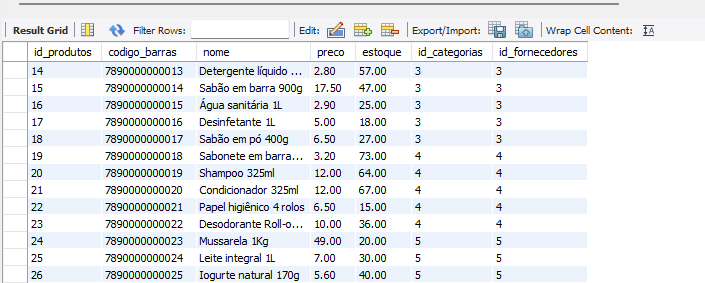 Result Grid Filter Rows: Edit: Export/Import: Wrap Cell Content: IA
id_produtos codigo_barras nome preco estoque id_categorias id_fornecedores
14 7890000000013 Detergente líquido ... 2.80 57.00 3 3
15 7890000000014 Sabão em barra 900g 17.50 47.00 3 3
16 7890000000015 Água sanitária 1L 2.90 25.00 3 3
17 7890000000016 Desinfetante 1L 5.00 18.00 3 3
18 7890000000017 Sabão em pó 400g 6.50 27.00 3 3
19 7890000000018 Sabonete em barra... 3.20 73.00 4 4
20 7890000000019 Shampoo 325ml 12.00 64.00 4 4
21 7890000000020 Condicionador 325ml 12.00 67.00 4 4
22 7890000000021 Papel higiênico 4 rolos 6.50 15.00 4 4
23 7890000000022 Desodorante Roll-o... 10.00 36.00 4 4
24 7890000000023 Mussarela 1Kg 49.00 20.00 5 5
25 7890000000024 Leite integral 1L 7.00 30.00 5 5
26 7890000000025 Iogurte natural 170g 5.60 40.00 5 5